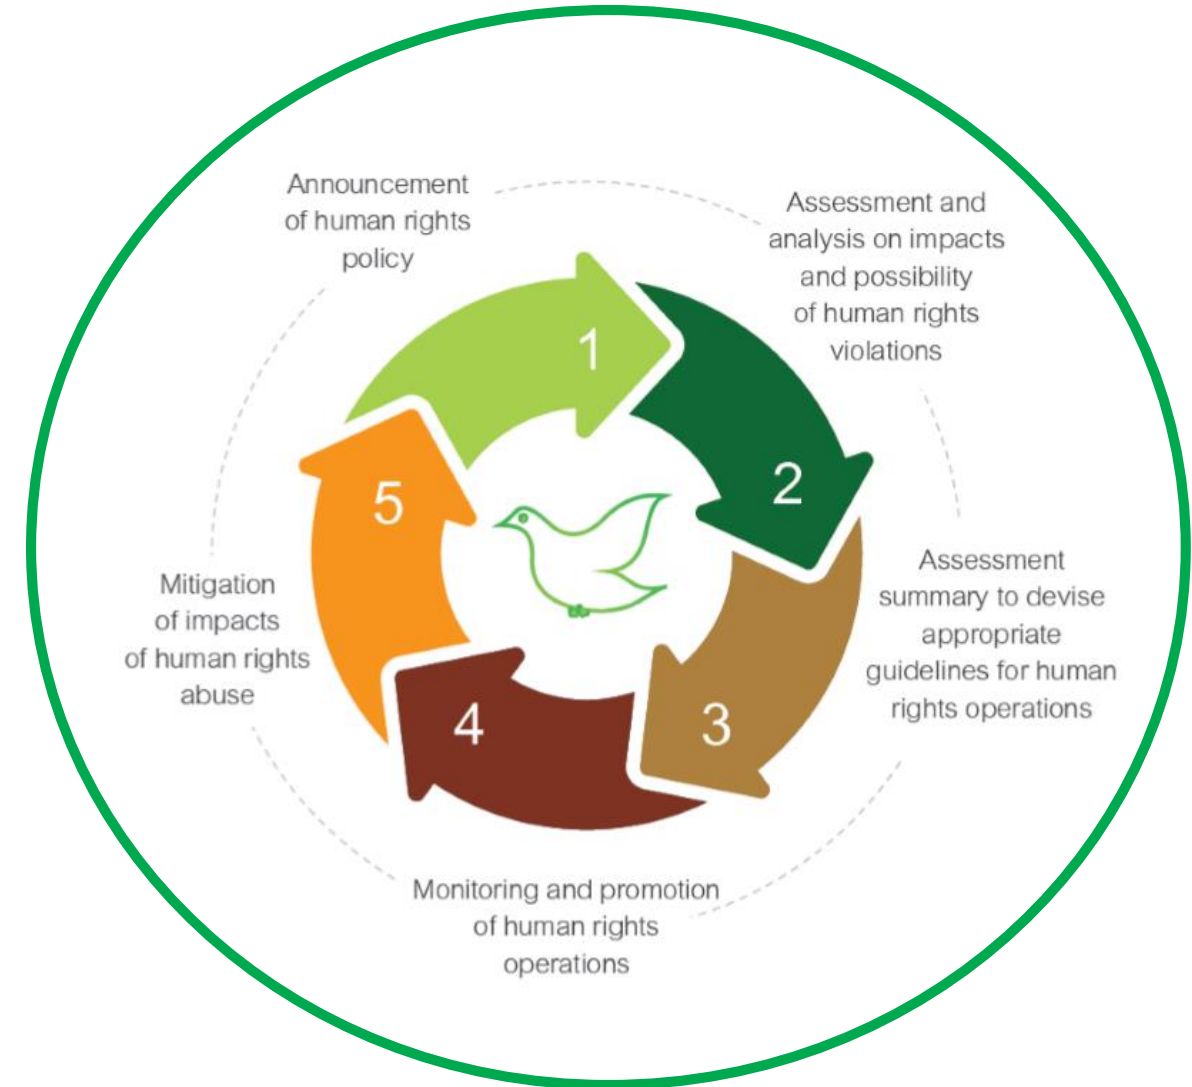 Announcement
of human rights
policy
1
Assessment and
analysis on impacts
and possibility
of human rights
violations
2
Assessment
summary to devise
appropriate
guidelines for human
rights operations
3
Monitoring and promotion
of human rights
operations
4
Mitigation
of impacts
of human rights
abuse
5